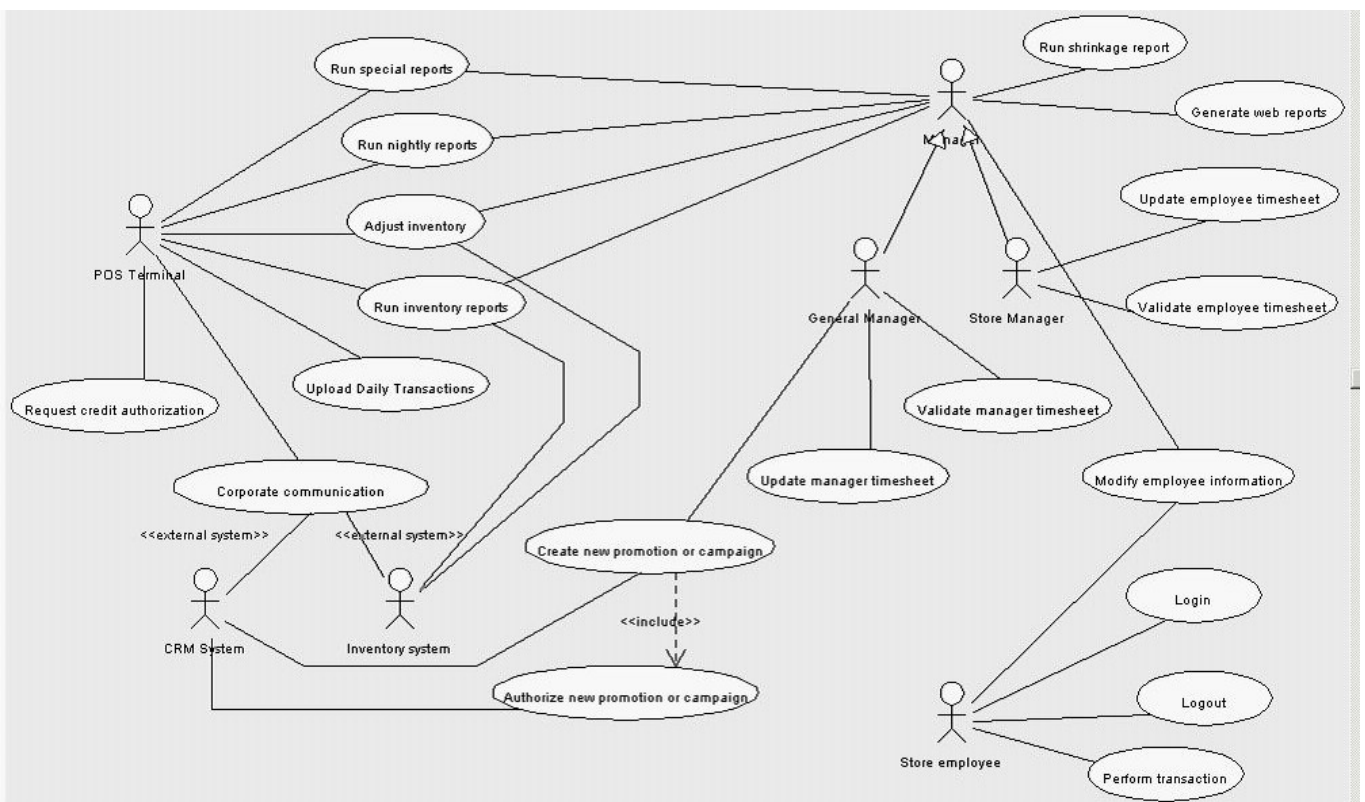 Run shrinkage report
Run special reports
Generate web reports
Manager
Run nightly reports
Update employee timesheet
Adjust inventory
POS Terminal
Run inventory reports
Validate employee timesheet
General Manager
Store Manager
Upload Daily Transactions
Request credit authorization
Validate manager timesheet
Corporate communication
Update manager timesheet
Modify employee information
<<external system>>
<<external system>>
Create new promotion or campaign
Login
<<include>>
CRM System
Inventory system
Authorize new promotion or campaign
Logout
Store employee
Perform transaction